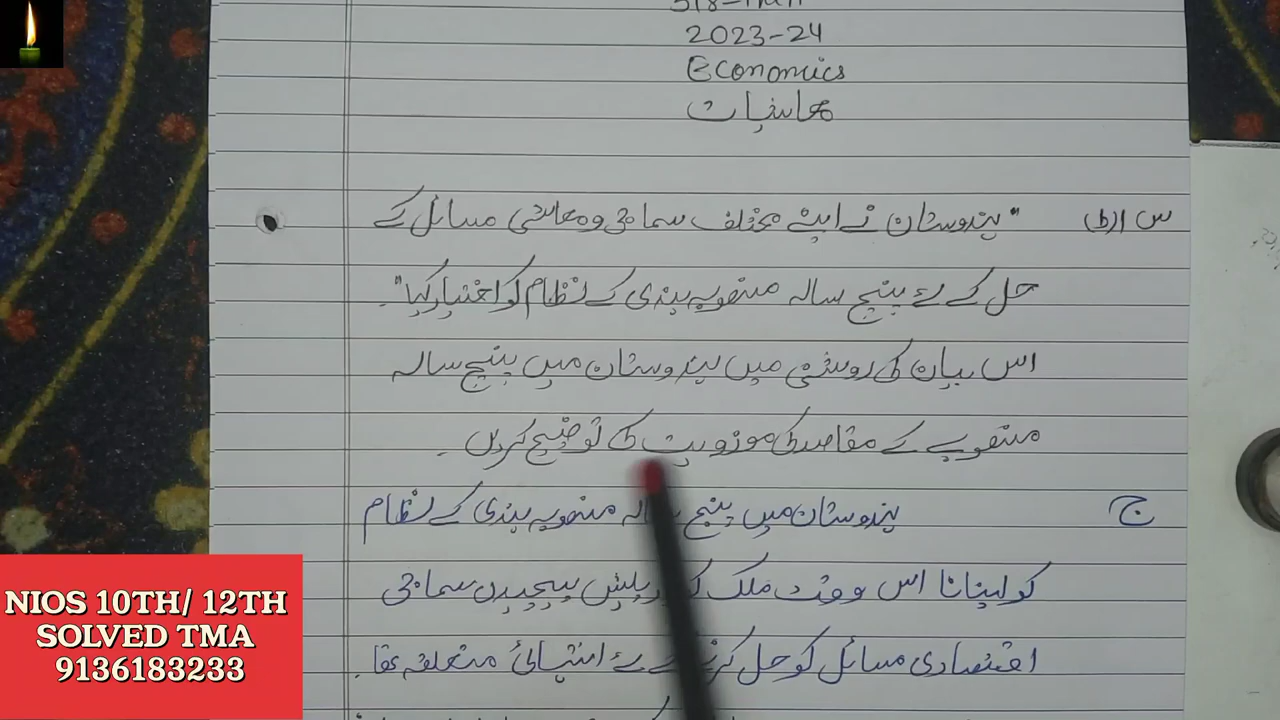 2023-24
Economics
معاشیات
س 1(i) "ہندوستان نے اپنے مختلف سماجی و معاشی مسائل کے
حل کے لئے پنج سالہ منصوبہ بندی کے نظام کو اختیار کیا"۔
اس بیان کی روشنی میں ہندوستان میں پنج سالہ
منصوبے کے مقاصد کی موزونیت کی توضیح کریں۔
ج ہندوستان میں پنج سالہ منصوبہ بندی کے نظام
کو اپنانا اس وقت ملک کو درپیش پیچیدہ سماجی
اقتصادی مسائل کو حل کرنے کے لئے انتہائی متعلقہ تھا۔
NIOS 10TH/ 12TH
SOLVED TMA
9136183233